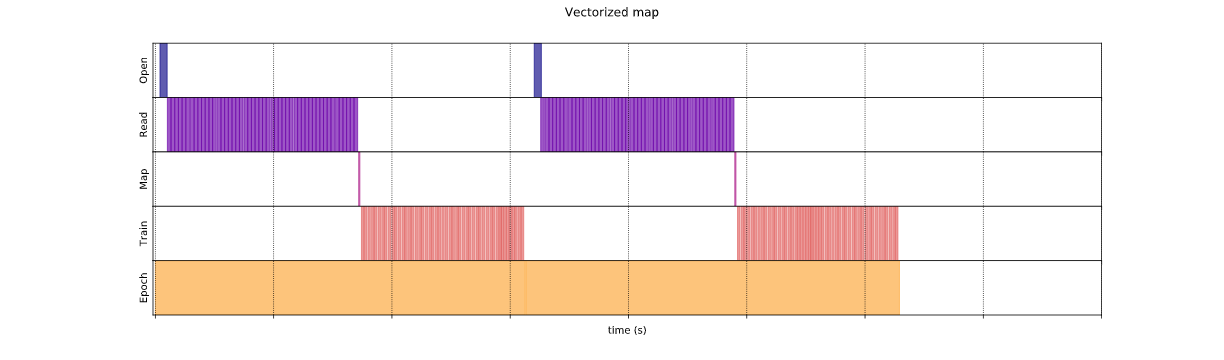 Vectorized map
Open
Read
Map
Train
Epoch
time (s)